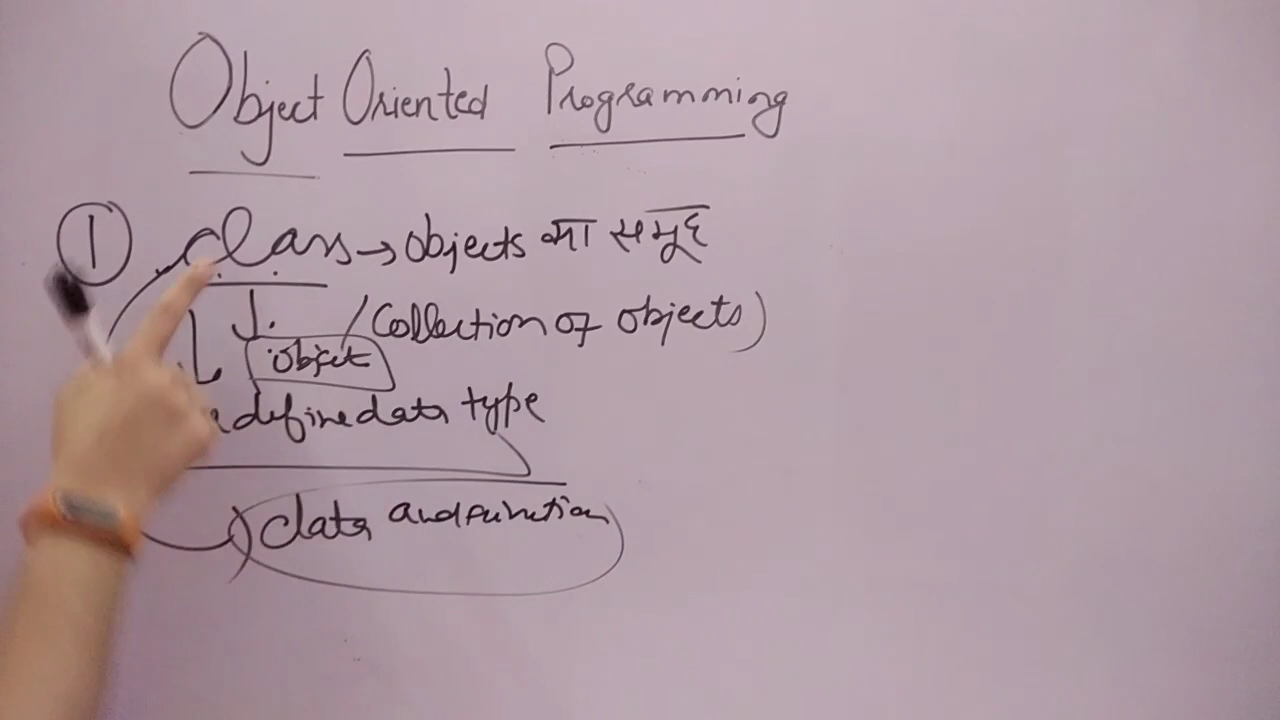 Object Oriented Programming
① class → objects का समूह
(Collection of objects)
object
define data type
data and function